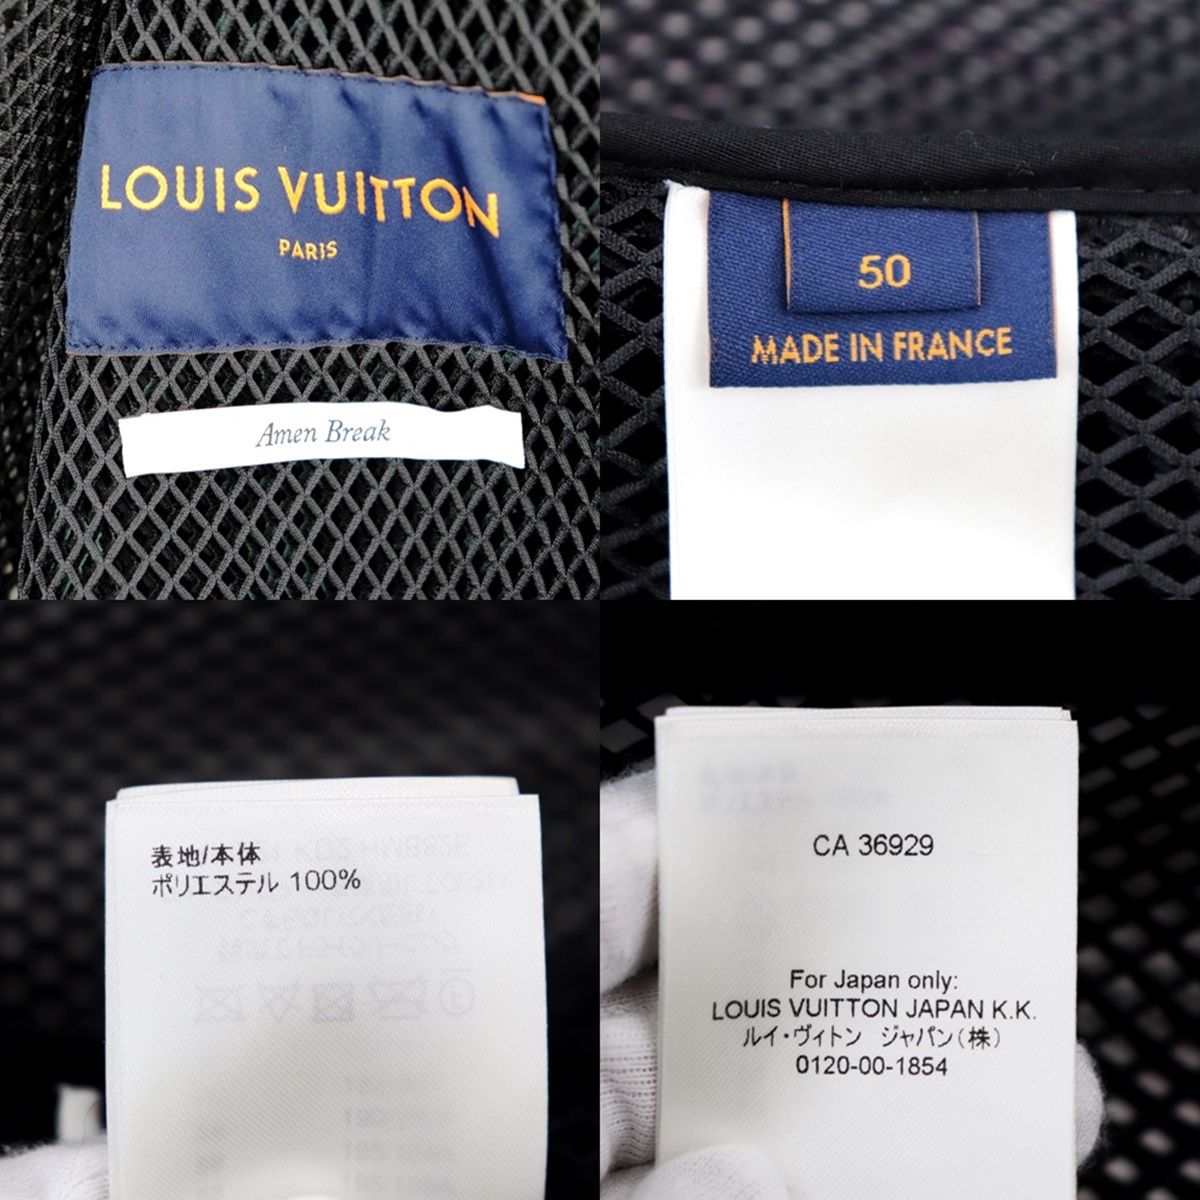 LOUIS VUITTON
PARIS
Amen Break
50
MADE IN FRANCE
表地/本体
ポリエステル 100%
CA 36929
For Japan only:
LOUIS VUITTON JAPAN K.K.
ルイ・ヴィトン ジャパン(株)
0120-00-1854